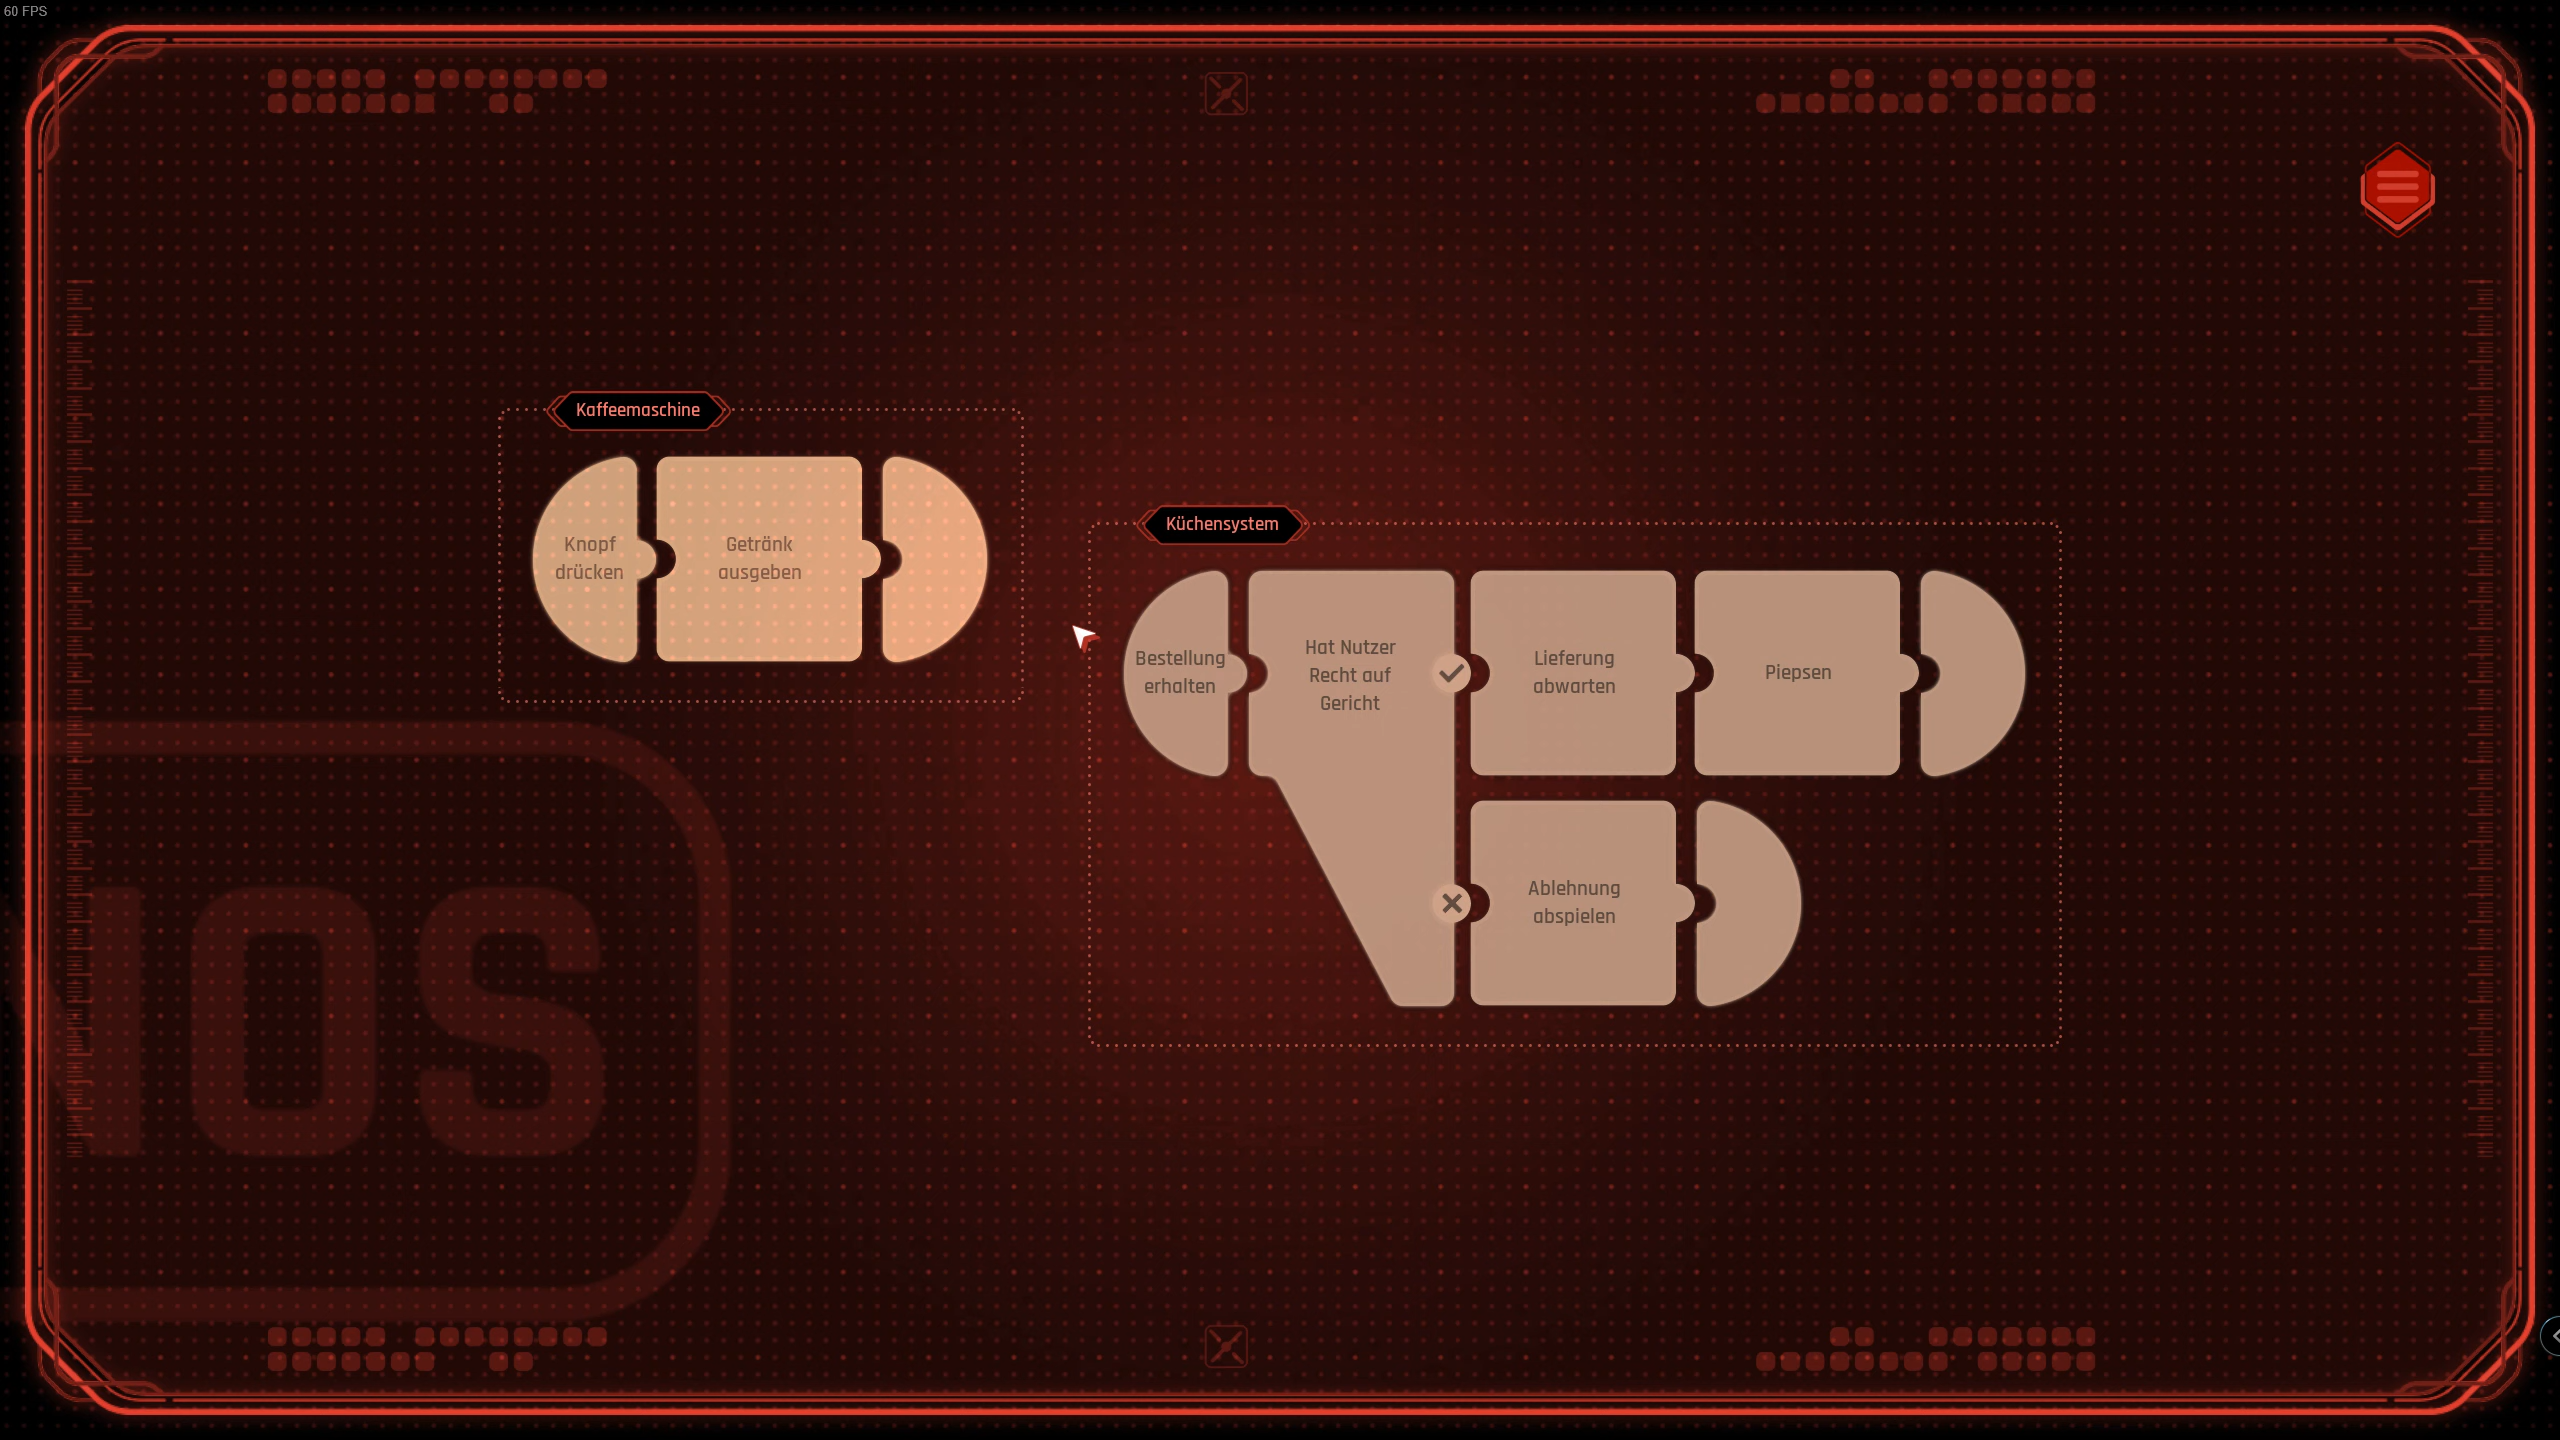 60 FPS
Kaffeemaschine
Knopf
drücken
Getränk
ausgeben
Küchensystem
Bestellung
erhalten
Hat Nutzer
Recht auf
Gericht
Lieferung
abwarten
Piepsen
Ablehnung
abspielen
OS